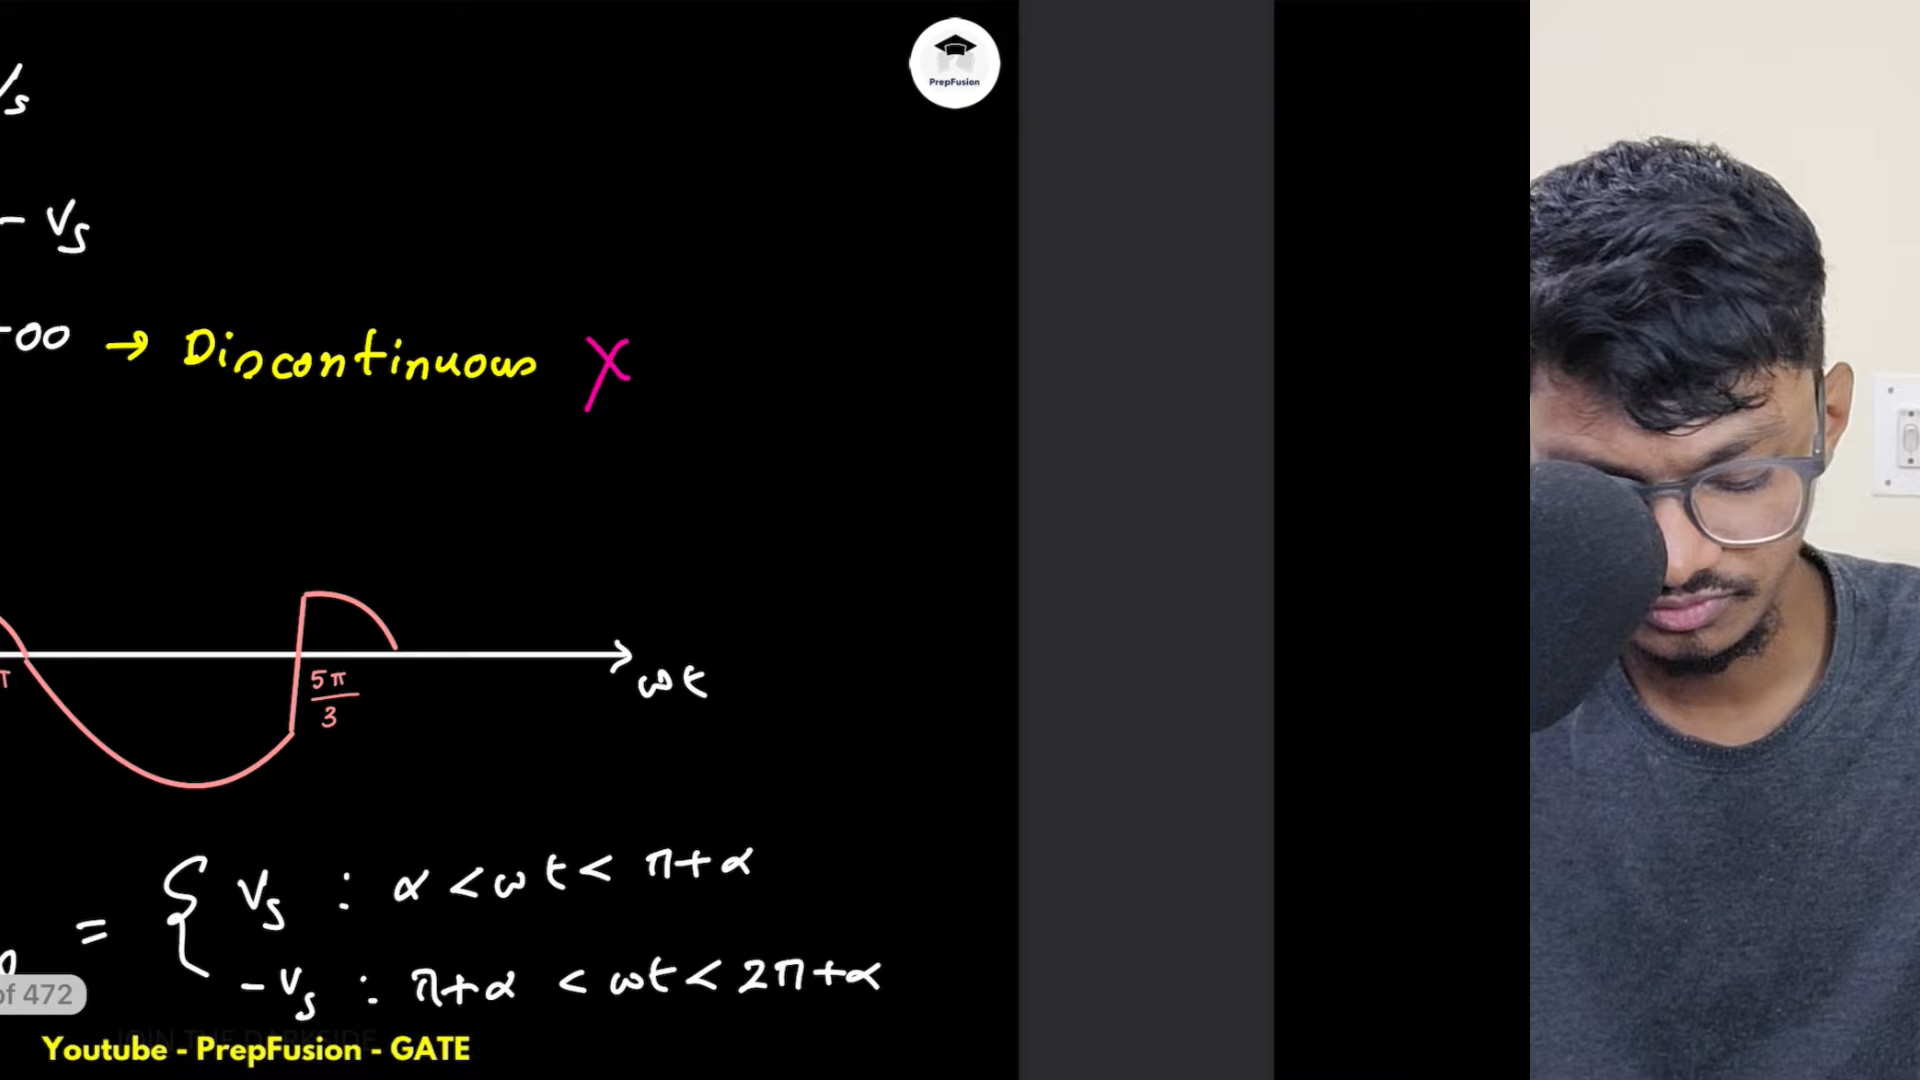 PrepFusion
Vs
- Vs
→ Discontinuous X
π
5π
3
ωt
= { Vs : α < ωt < π+α
-Vs : π+α < ωt < 2π+α
of 472
Youtube - PrepFusion - GATE